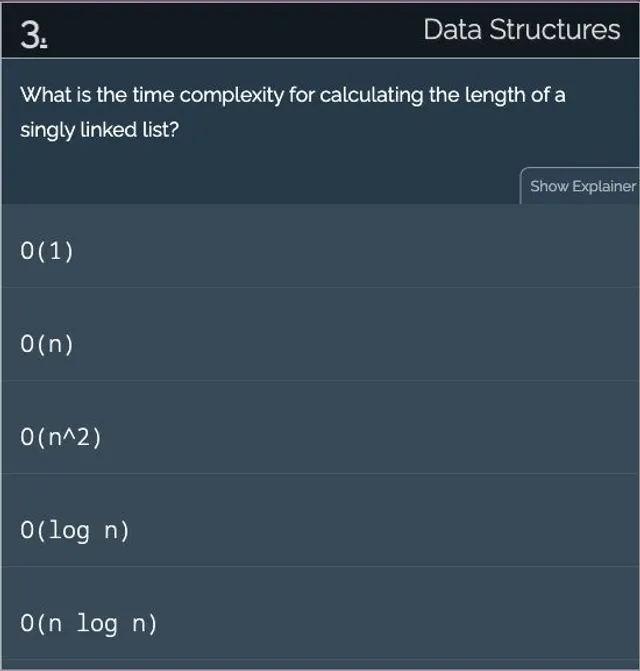 3.
Data Structures
What is the time complexity for calculating the length of a
singly linked list?
Show Explainer
O(1)
O(n)
O(n^2)
O(log n)
O(n log n)